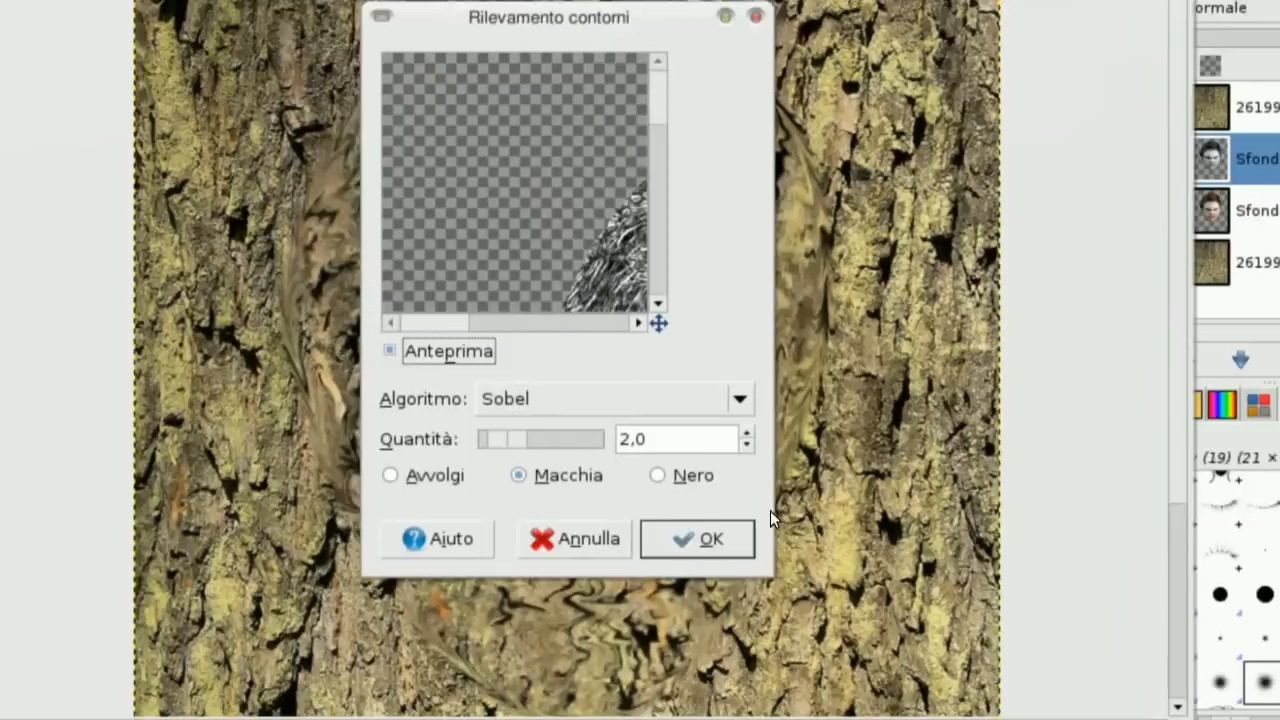 Rilevamento contorni
ormale
26199
Sfond
Sfond
26199
Anteprima
Algoritmo: Sobel
Quantità: 2,0
Avvolgi Macchia Nero
(19) (21 ×
Aiuto Annulla OK